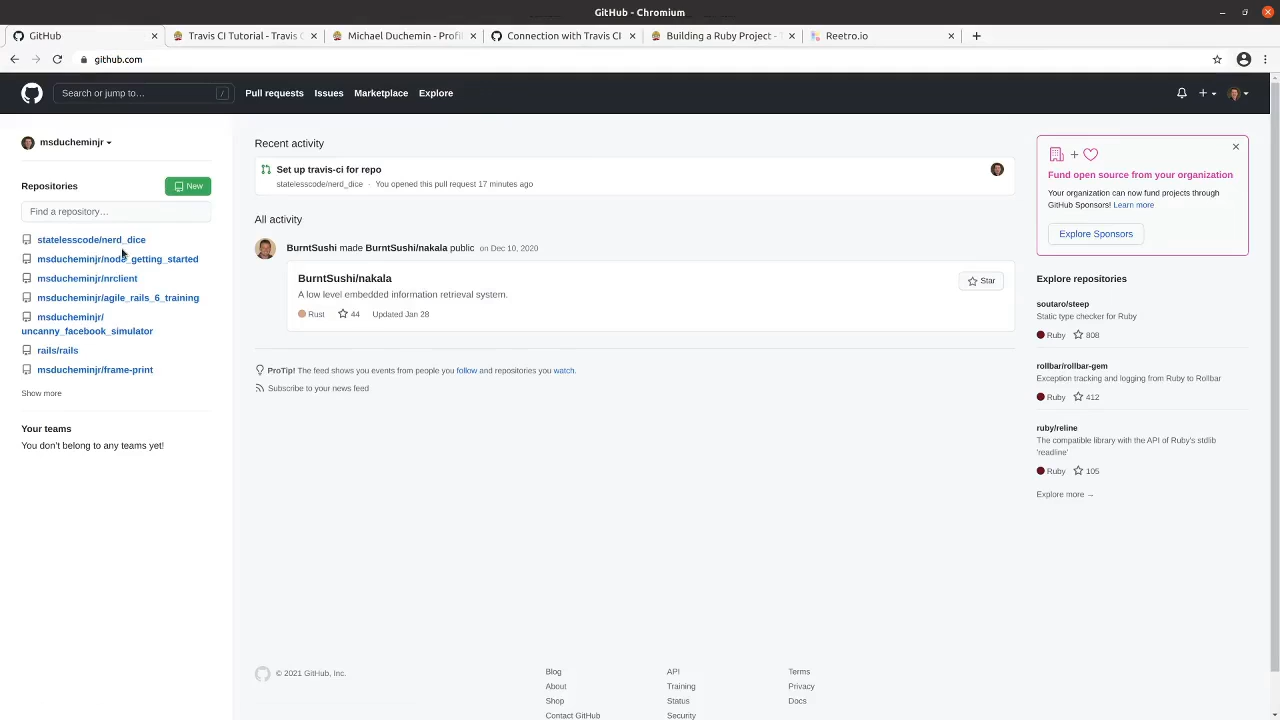 GitHub - Chromium
GitHub
Travis CI Tutorial - Travis C
Michael Duchemin - Profil
Connection with Travis CI
Building a Ruby Project - T
Reetro.io
github.com
Search or jump to…
/
Pull requests
Issues
Marketplace
Explore
msducheminjr
Repositories
New
Find a repository…
statelesscode/nerd_dice
msducheminjr/node_getting_started
msducheminjr/nrclient
msducheminjr/agile_rails_6_training
msducheminjr/
uncanny_facebook_simulator
rails/rails
msducheminjr/frame-print
Show more
Your teams
You don't belong to any teams yet!
Recent activity
Set up travis-ci for repo
statelesscode/nerd_dice · You opened this pull request 17 minutes ago
All activity
BurntSushi made BurntSushi/nakala public on Dec 10, 2020
BurntSushi/nakala
Star
A low level embedded information retrieval system.
Rust 44 Updated Jan 28
ProTip! The feed shows you events from people you follow and repositories you watch.
Subscribe to your news feed
Fund open source from your organization
Your organization can now fund projects through
GitHub Sponsors! Learn more
Explore Sponsors
Explore repositories
soutaro/steep
Static type checker for Ruby
Ruby 808
rollbar/rollbar-gem
Exception tracking and logging from Ruby to Rollbar
Ruby 412
ruby/reline
The compatible library with the API of Ruby's stdlib
'readline'
Ruby 105
Explore more →
© 2021 GitHub, Inc.
Blog
About
Shop
Contact GitHub
API
Training
Status
Security
Terms
Privacy
Docs